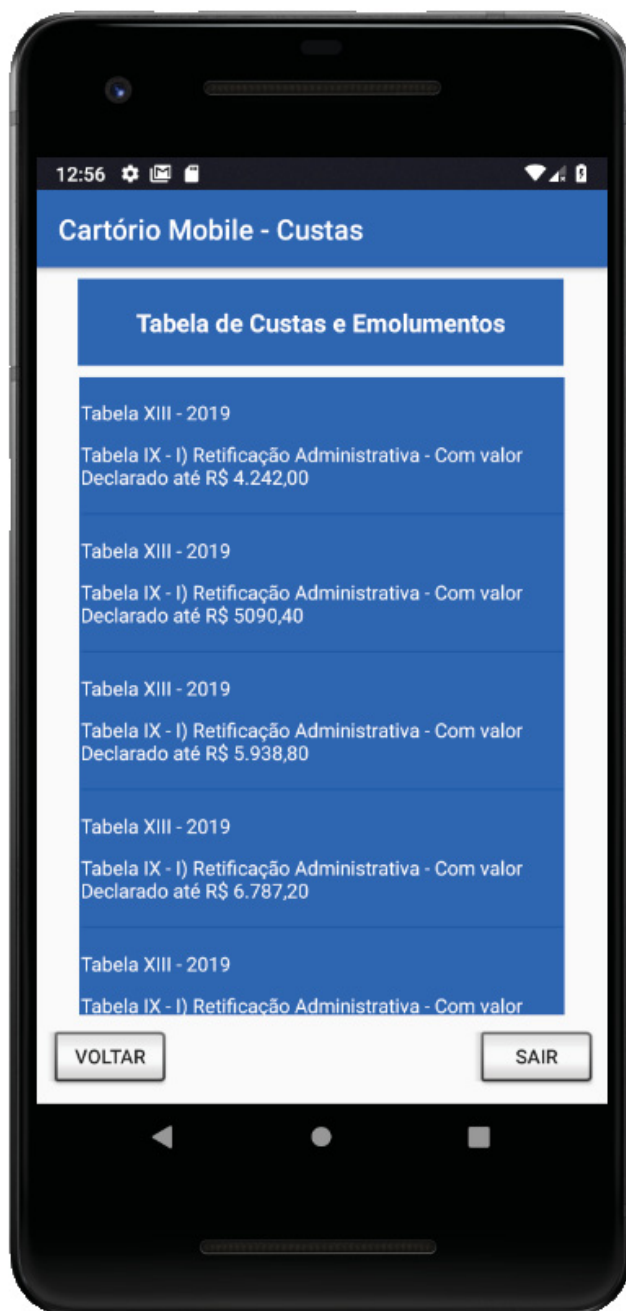 12:56
Cartório Mobile - Custas
Tabela de Custas e Emolumentos
Tabela XIII - 2019
Tabela IX - I) Retificação Administrativa - Com valor
Declarado até R$ 4.242,00
Tabela XIII - 2019
Tabela IX - I) Retificação Administrativa - Com valor
Declarado até R$ 5090,40
Tabela XIII - 2019
Tabela IX - I) Retificação Administrativa - Com valor
Declarado até R$ 5.938,80
Tabela XIII - 2019
Tabela IX - I) Retificação Administrativa - Com valor
Declarado até R$ 6.787,20
Tabela XIII - 2019
Tabela IX - I) Retificação Administrativa - Com valor
VOLTAR
SAIR